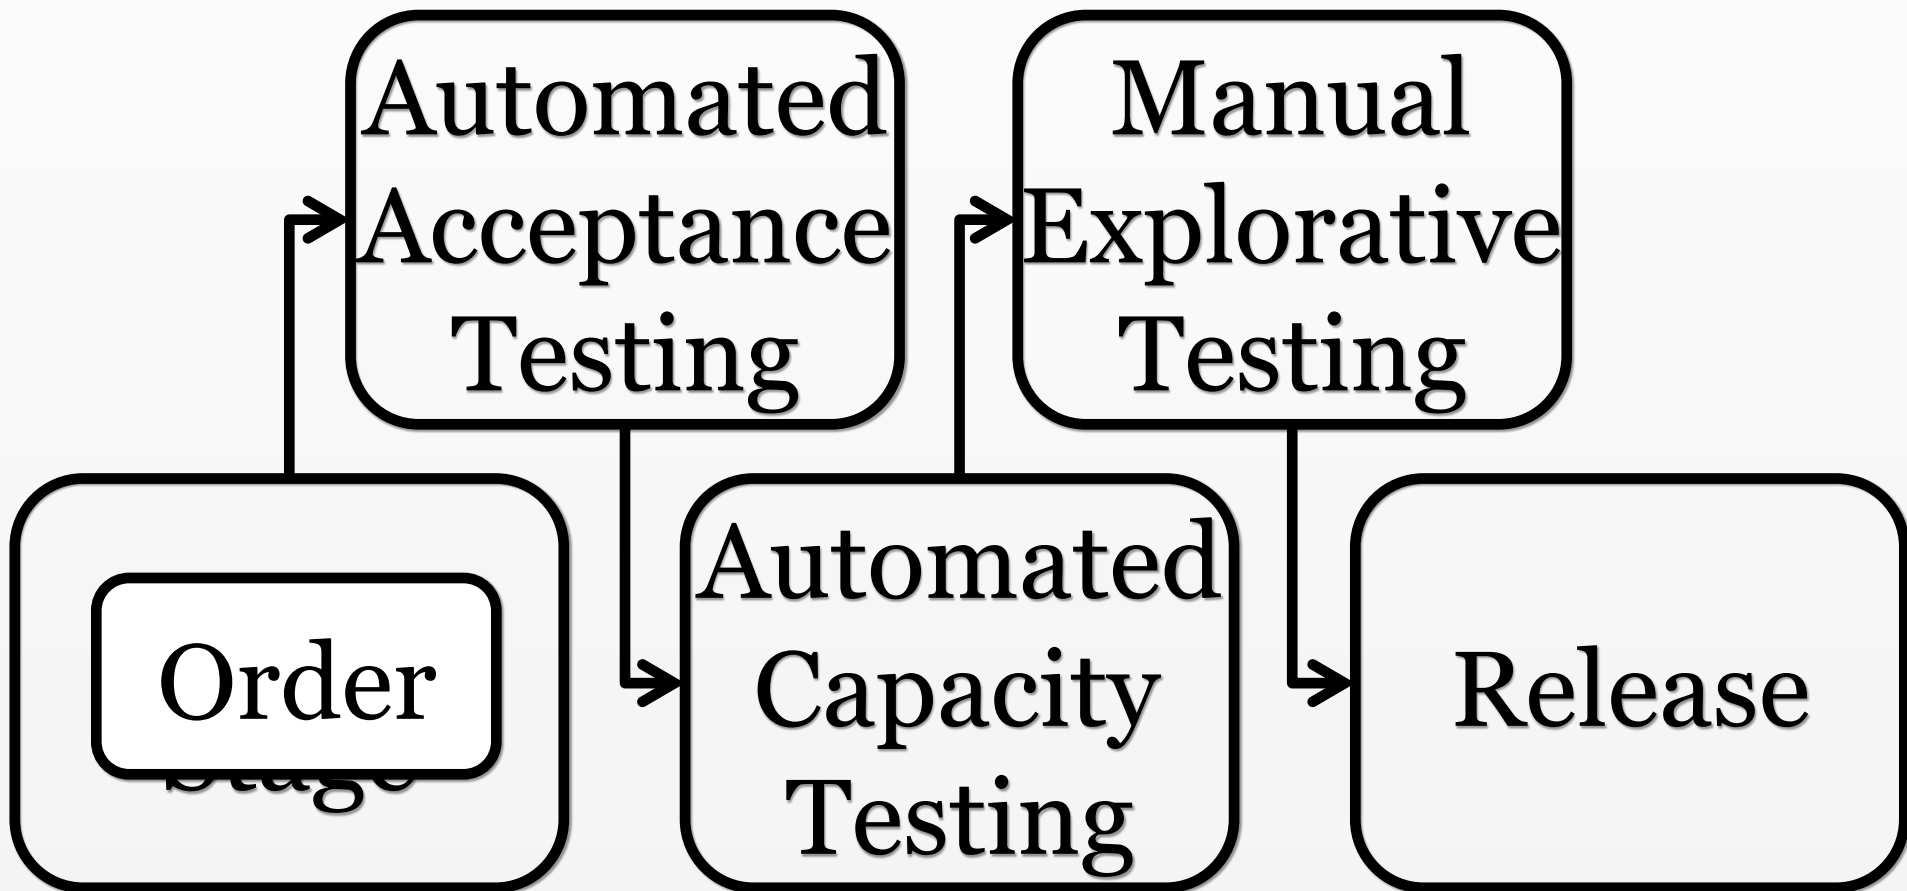 Automated
Acceptance
Testing
Manual
Explorative
Testing
Order
Automated
Capacity
Testing
Release